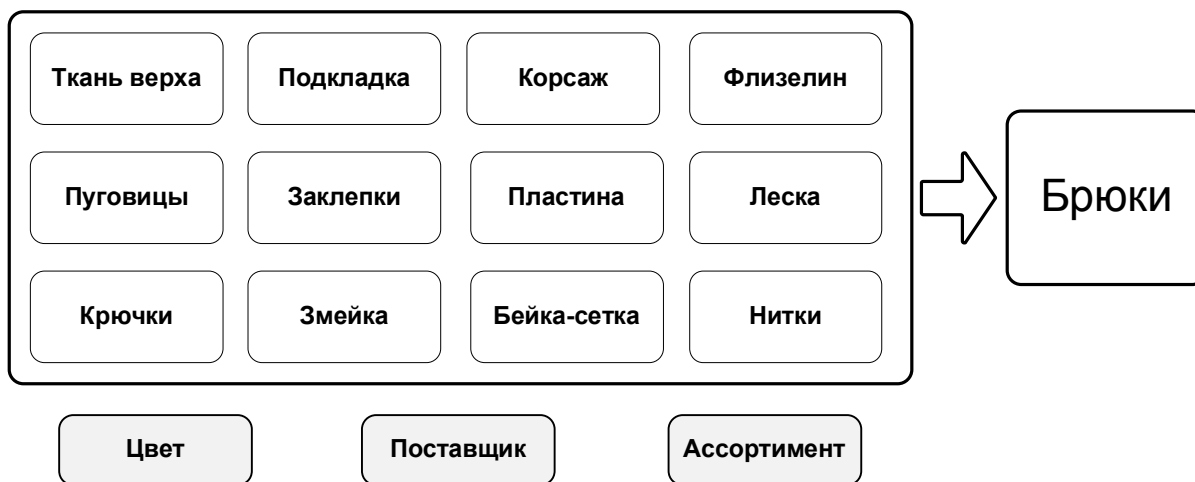 Ткань верха
Подкладка
Корсаж
Флизелин
Пуговицы
Заклепки
Пластина
Леска
Брюки
Крючки
Змейка
Бейка-сетка
Нитки
Цвет
Поставщик
Ассортимент